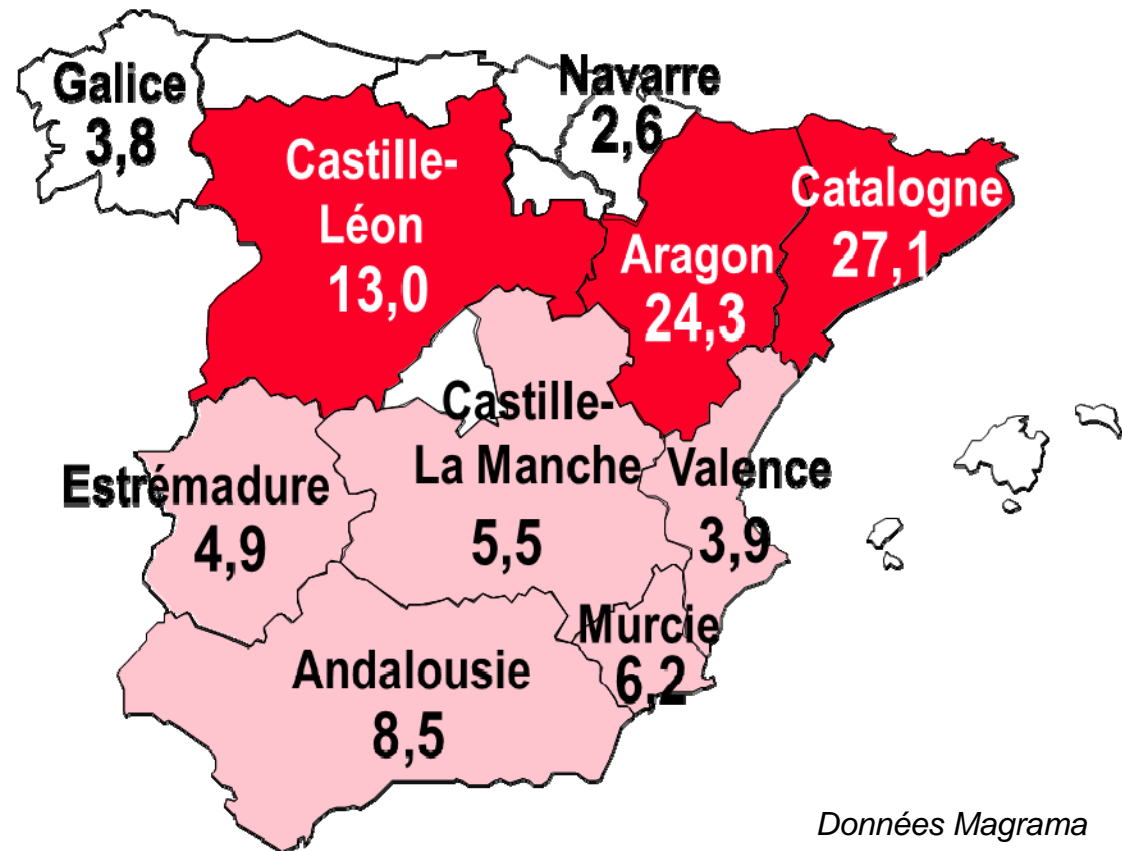 Galice
3,8
Navarre
2,6
Castille-
Léon
13,0
Aragon
24,3
Catalogne
27,1
Castille-
La Manche
5,5
Estrémadure
4,9
Valence
3,9
Murcie
6,2
Andalousie
8,5
Données Magrama